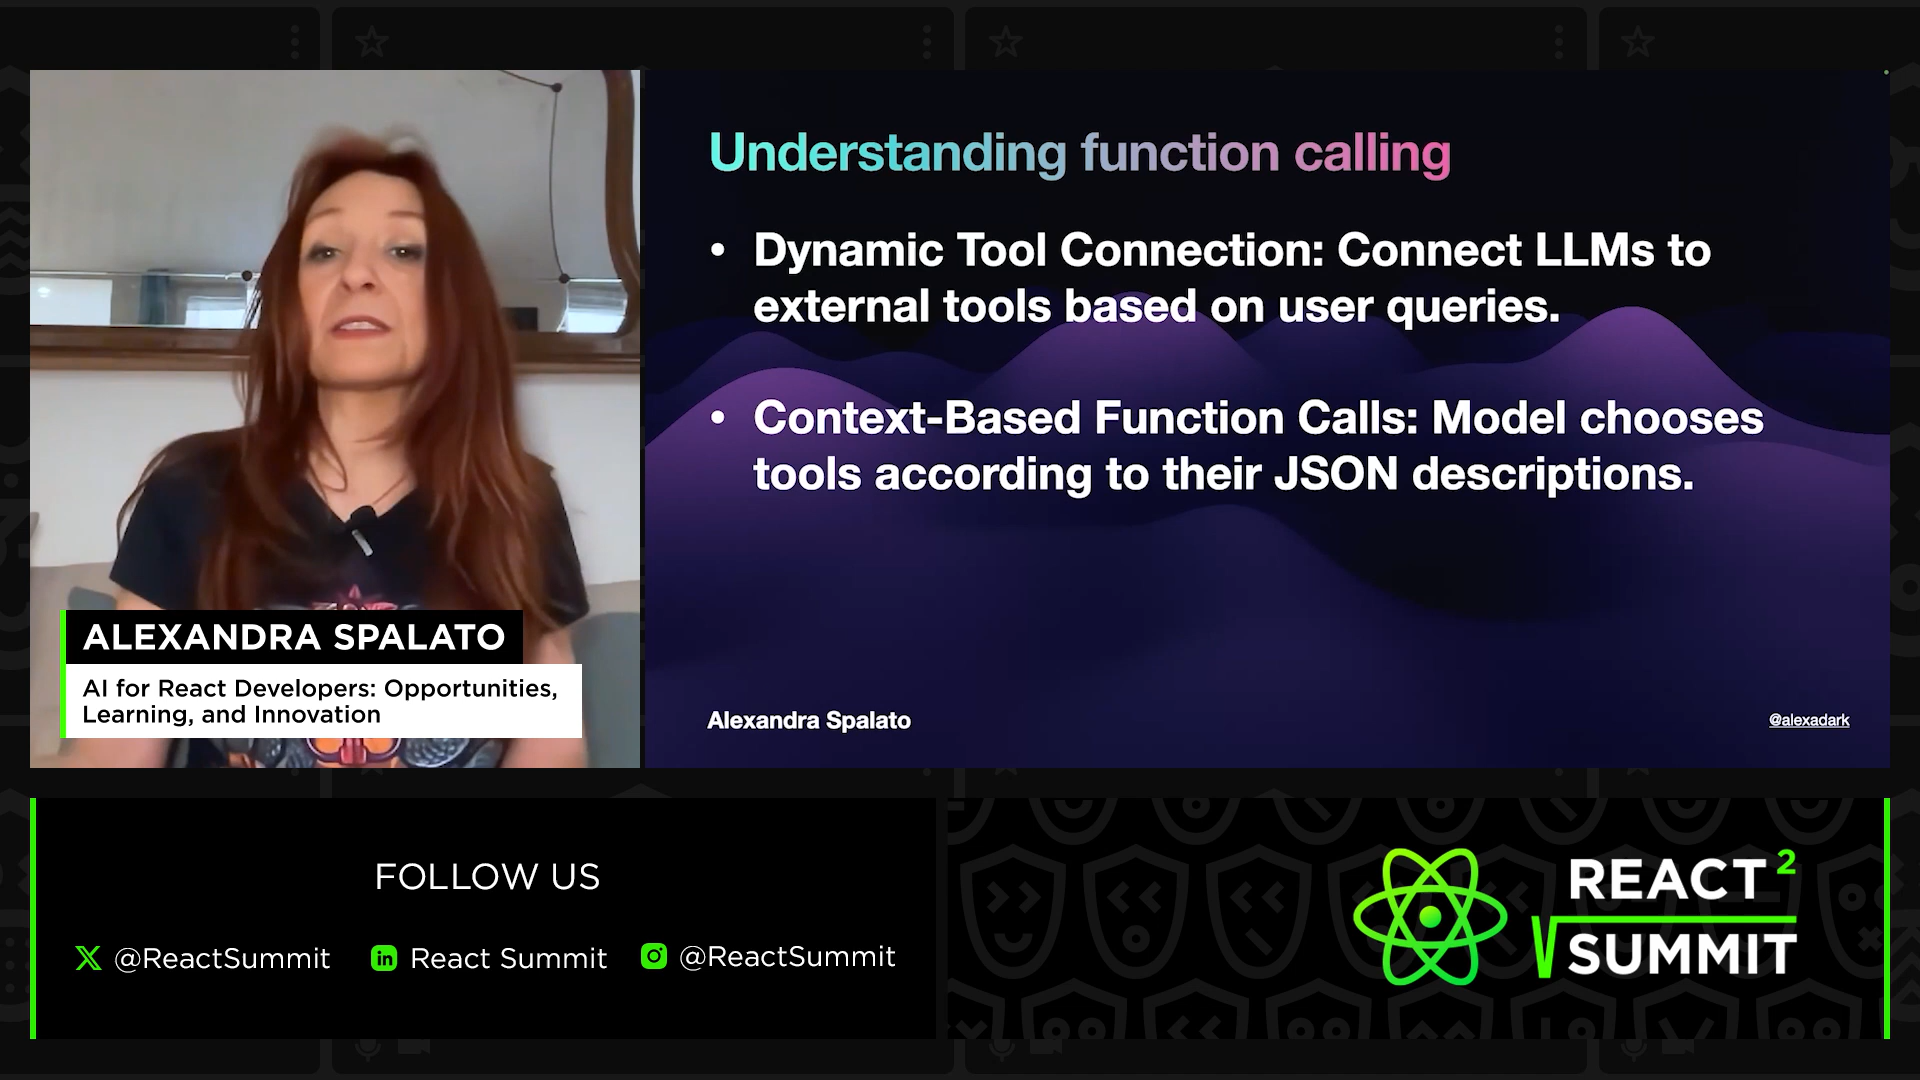 Understanding function calling
• Dynamic Tool Connection: Connect LLMs to
external tools based on user queries.
• Context-Based Function Calls: Model chooses
tools according to their JSON descriptions.
Alexandra Spalato
@alexadark
ALEXANDRA SPALATO
AI for React Developers: Opportunities,
Learning, and Innovation
FOLLOW US
@ReactSummit
React Summit
@ReactSummit
REACT 2
SUMMIT